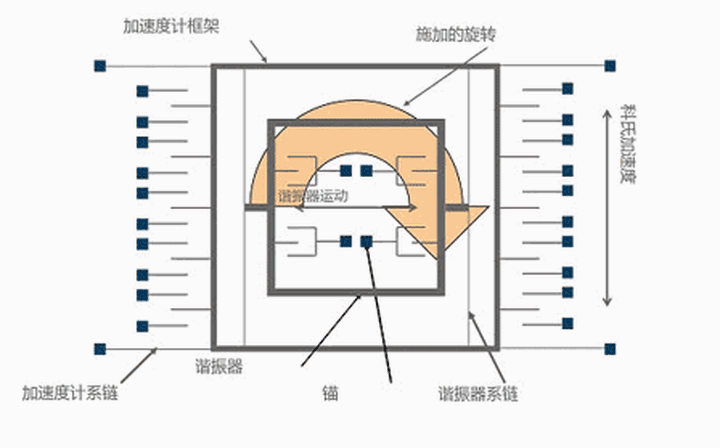 加速度计框架
施加的旋转
科氏加速度
谐振器运动
谐振器
加速度计系链
锚
谐振器系链